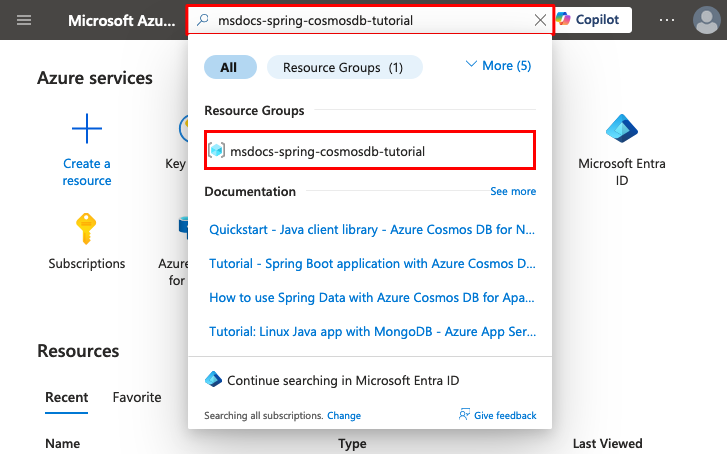 Microsoft Azu...
msdocs-spring-cosmosdb-tutorial
Copilot
Azure services
All
Resource Groups (1)
More (5)
Resource Groups
msdocs-spring-cosmosdb-tutorial
Documentation
See more
Quickstart - Java client library - Azure Cosmos DB for N...
Tutorial - Spring Boot application with Azure Cosmos D...
How to use Spring Data with Azure Cosmos DB for Apa...
Tutorial: Linux Java app with MongoDB - Azure App Ser...
Continue searching in Microsoft Entra ID
Searching all subscriptions. Change
Give feedback
Create a
resource
Key
Microsoft Entra
ID
Subscriptions
Azur
for
Resources
Recent
Favorite
Name
Type
Last Viewed